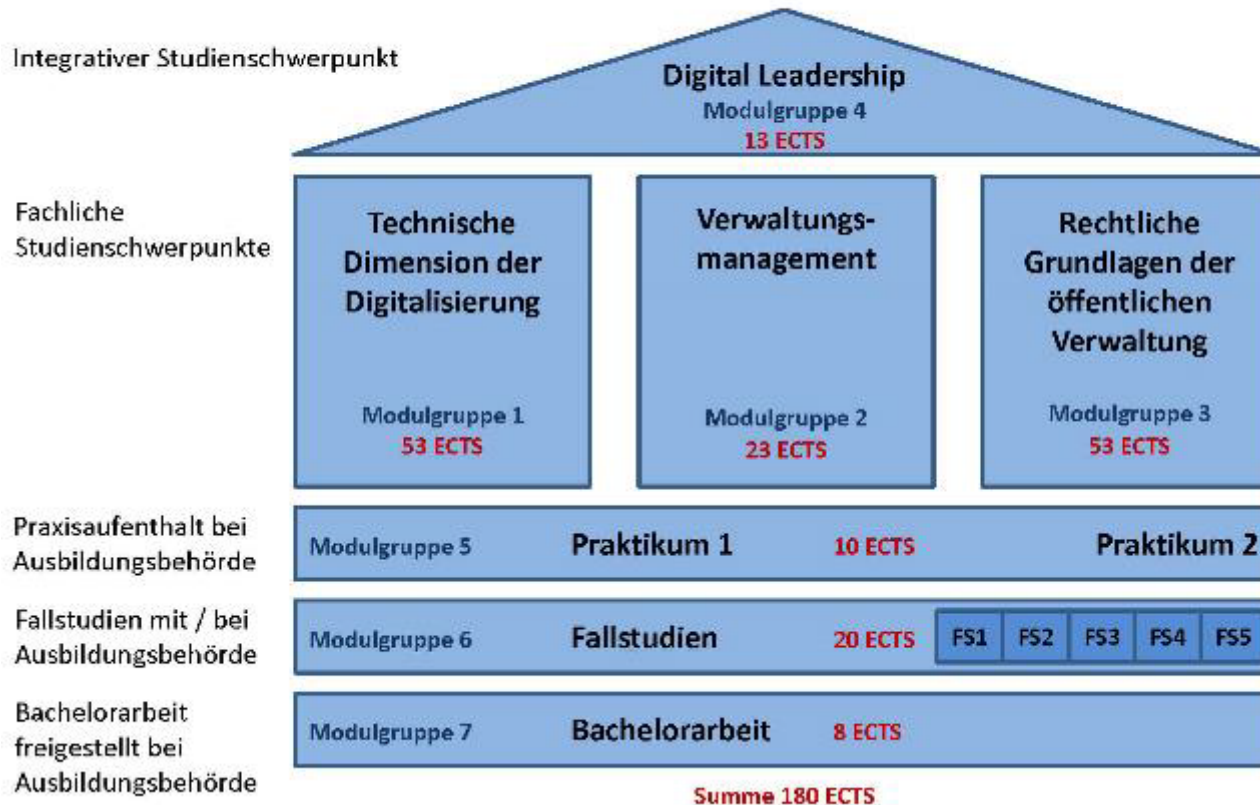 Integrativer Studienschwerpunkt
Digital Leadership
Modulgruppe 4
13 ECTS
Fachliche
Studienschwerpunkte
Technische
Dimension der
Digitalisierung
Modulgruppe 1
53 ECTS
Verwaltungs-
management
Modulgruppe 2
23 ECTS
Rechtliche
Grundlagen der
öffentlichen
Verwaltung
Modulgruppe 3
53 ECTS
Praxisaufenthalt bei
Ausbildungsbehörde
Modulgruppe 5 Praktikum 1 10 ECTS Praktikum 2
Fallstudien mit / bei
Ausbildungsbehörde
Modulgruppe 6 Fallstudien 20 ECTS FS1 FS2 FS3 FS4 FS5
Bachelorarbeit
freigestellt bei
Ausbildungsbehörde
Modulgruppe 7 Bachelorarbeit 8 ECTS
Summe 180 ECTS